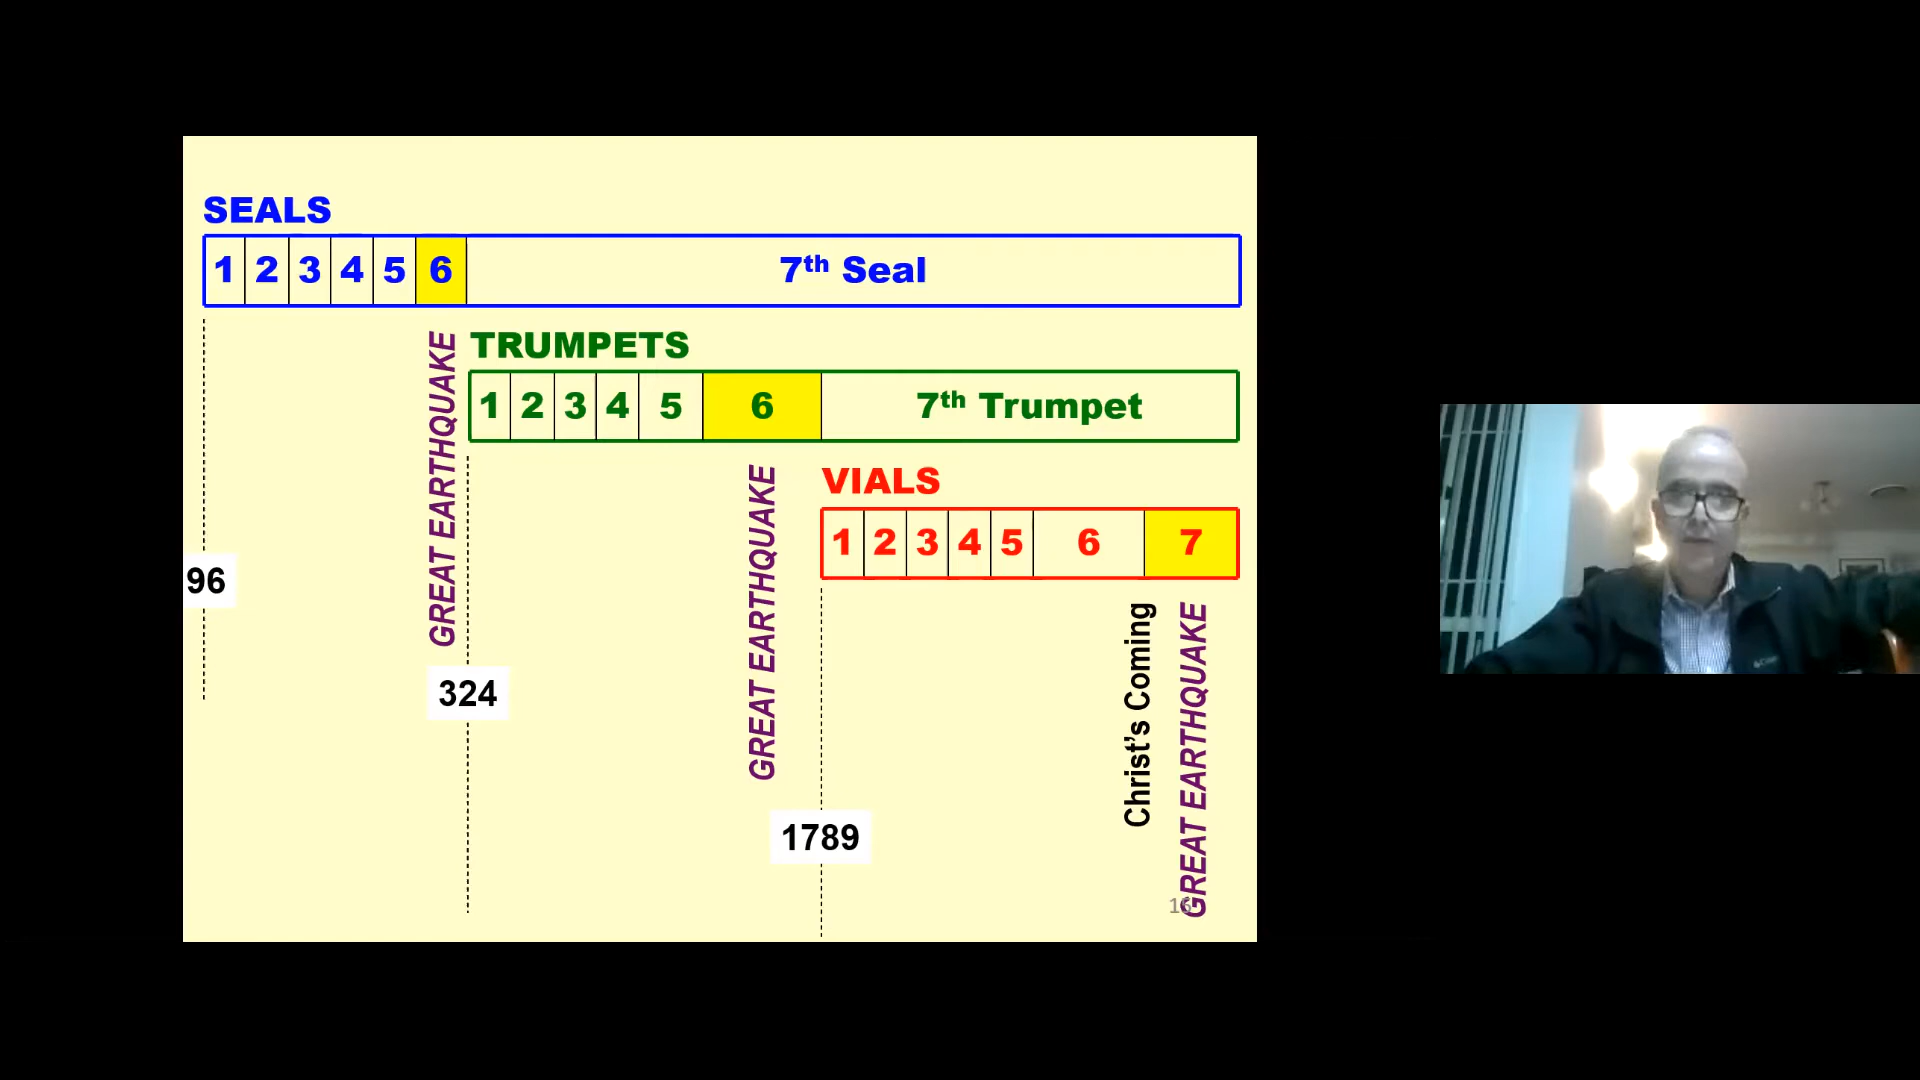 SEALS
1 2 3 4 5 6 7th Seal
GREAT EARTHQUAKE
TRUMPETS
1 2 3 4 5 6 7th Trumpet
GREAT EARTHQUAKE
VIALS
1 2 3 4 5 6 7
96
Christ's Coming
GREAT EARTHQUAKE
324
1789